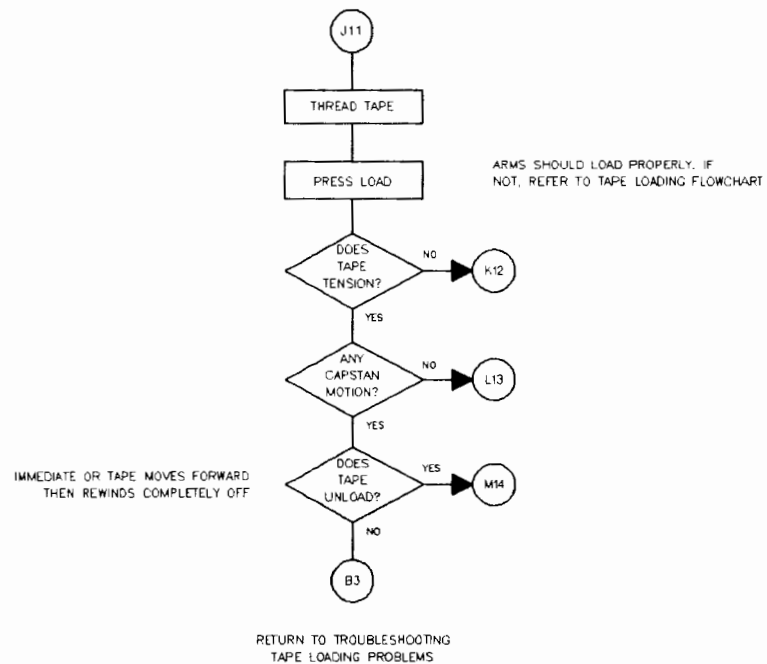 J11
THREAD TAPE
PRESS LOAD
ARMS SHOULD LOAD PROPERLY. IF
NOT, REFER TO TAPE LOADING FLOWCHART
DOES
TAPE
TENSION?
NO
K12
YES
ANY
CAPSTAN
MOTION?
NO
L13
YES
IMMEDIATE OR TAPE MOVES FORWARD
THEN REWINDS COMPLETELY OFF
DOES
TAPE
UNLOAD?
YES
M14
NO
B3
RETURN TO TROUBLESHOOTING
TAPE LOADING PROBLEMS